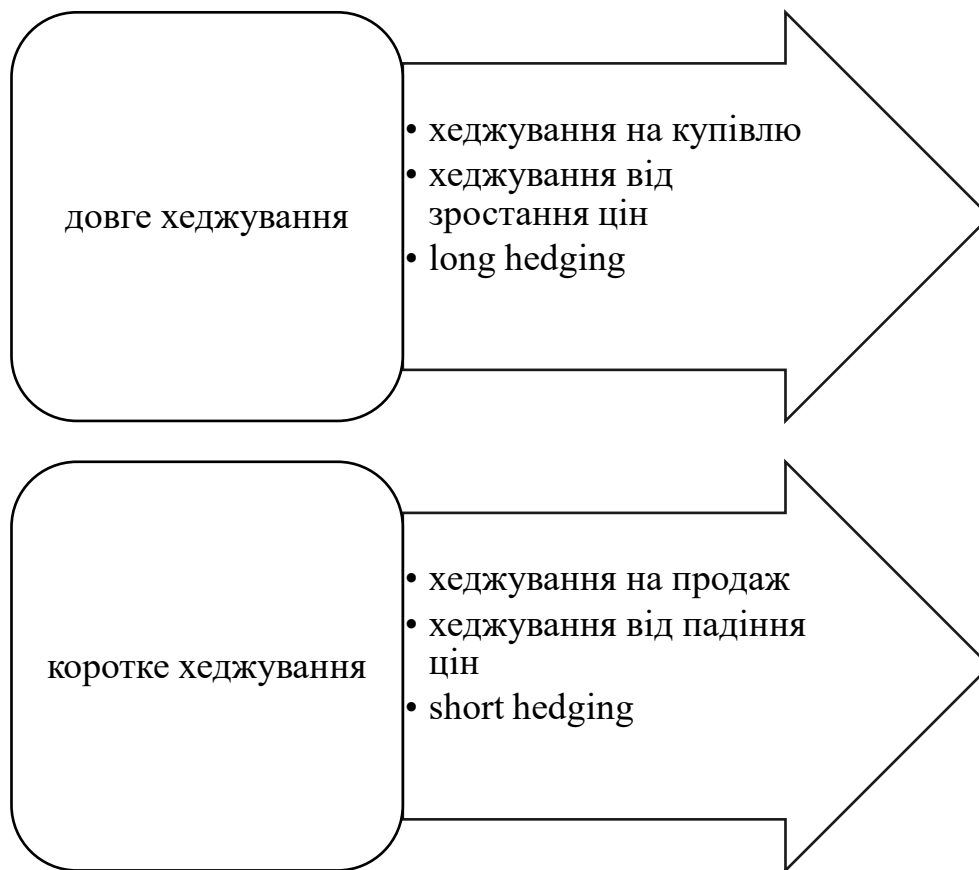 довге хеджування
• хеджування на купівлю
• хеджування від
зростання цін
• long hedging
коротке хеджування
• хеджування на продаж
• хеджування від падіння
цін
• short hedging